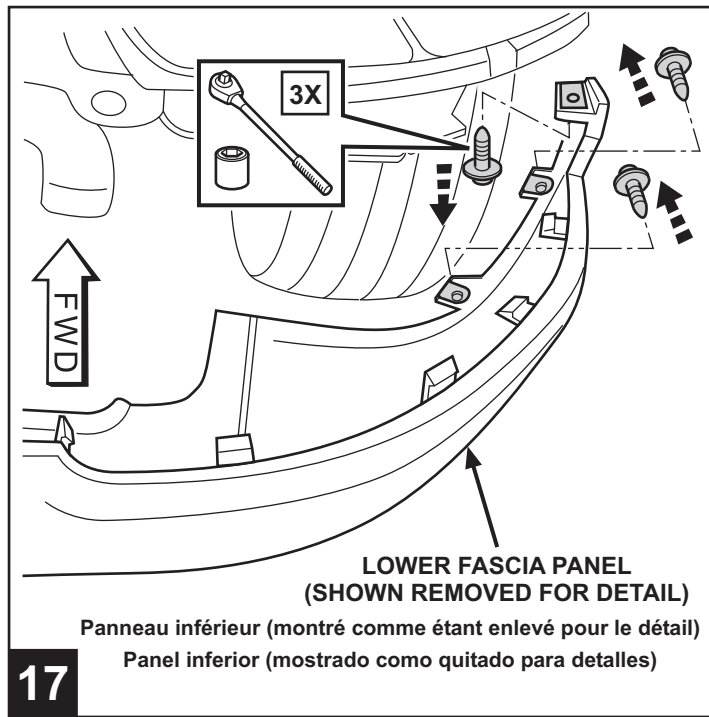 3X
FWD
LOWER FASCIA PANEL
(SHOWN REMOVED FOR DETAIL)
Panneau inférieur (montré comme étant enlevé pour le détail)
Panel inferior (mostrado como quitado para detalles)
17